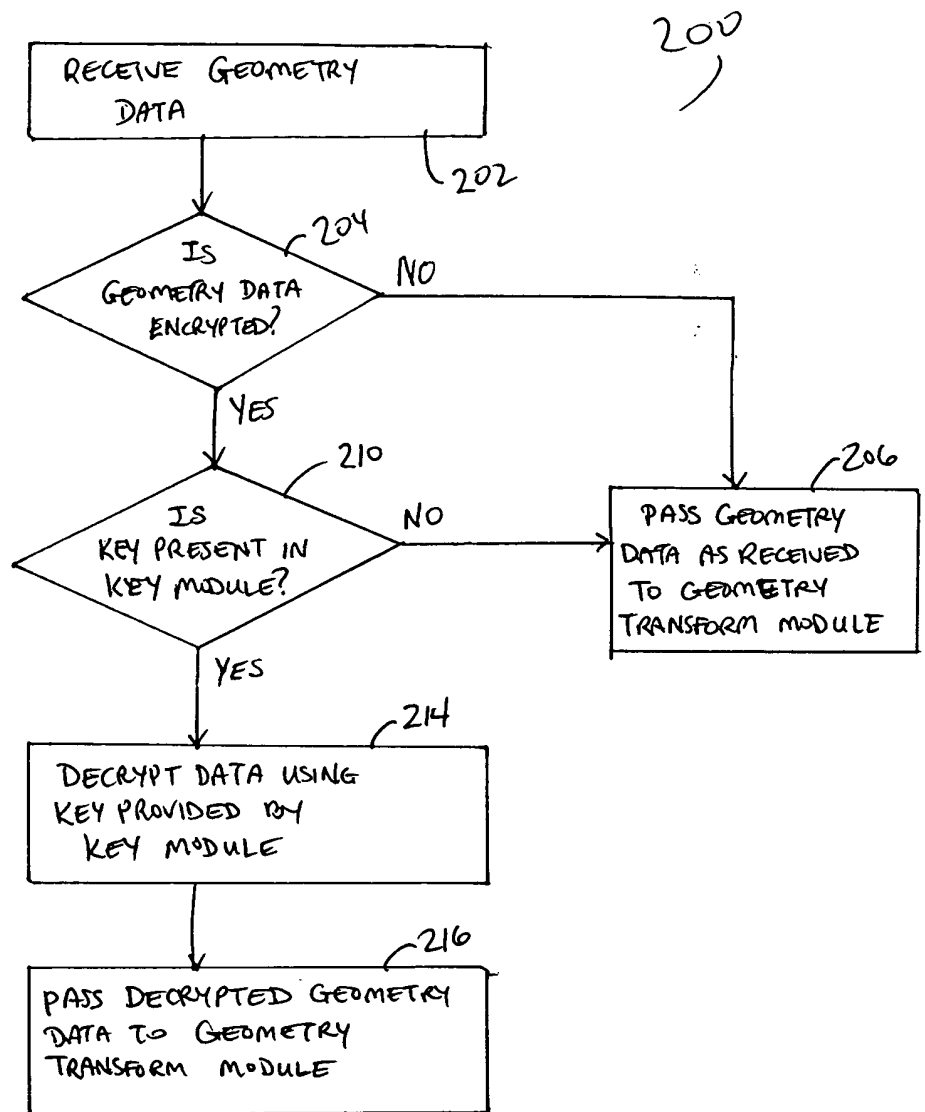 200
RECEIVE GEOMETRY
DATA
202
204
IS
GEOMETRY DATA
ENCRYPTED?
NO
YES
210
IS
KEY PRESENT IN
KEY MODULE?
NO
206
PASS GEOMETRY
DATA AS RECEIVED
TO GEOMETRY
TRANSFORM MODULE
YES
214
DECRYPT DATA USING
KEY PROVIDED BY
KEY MODULE
216
PASS DECRYPTED GEOMETRY
DATA TO GEOMETRY
TRANSFORM MODULE